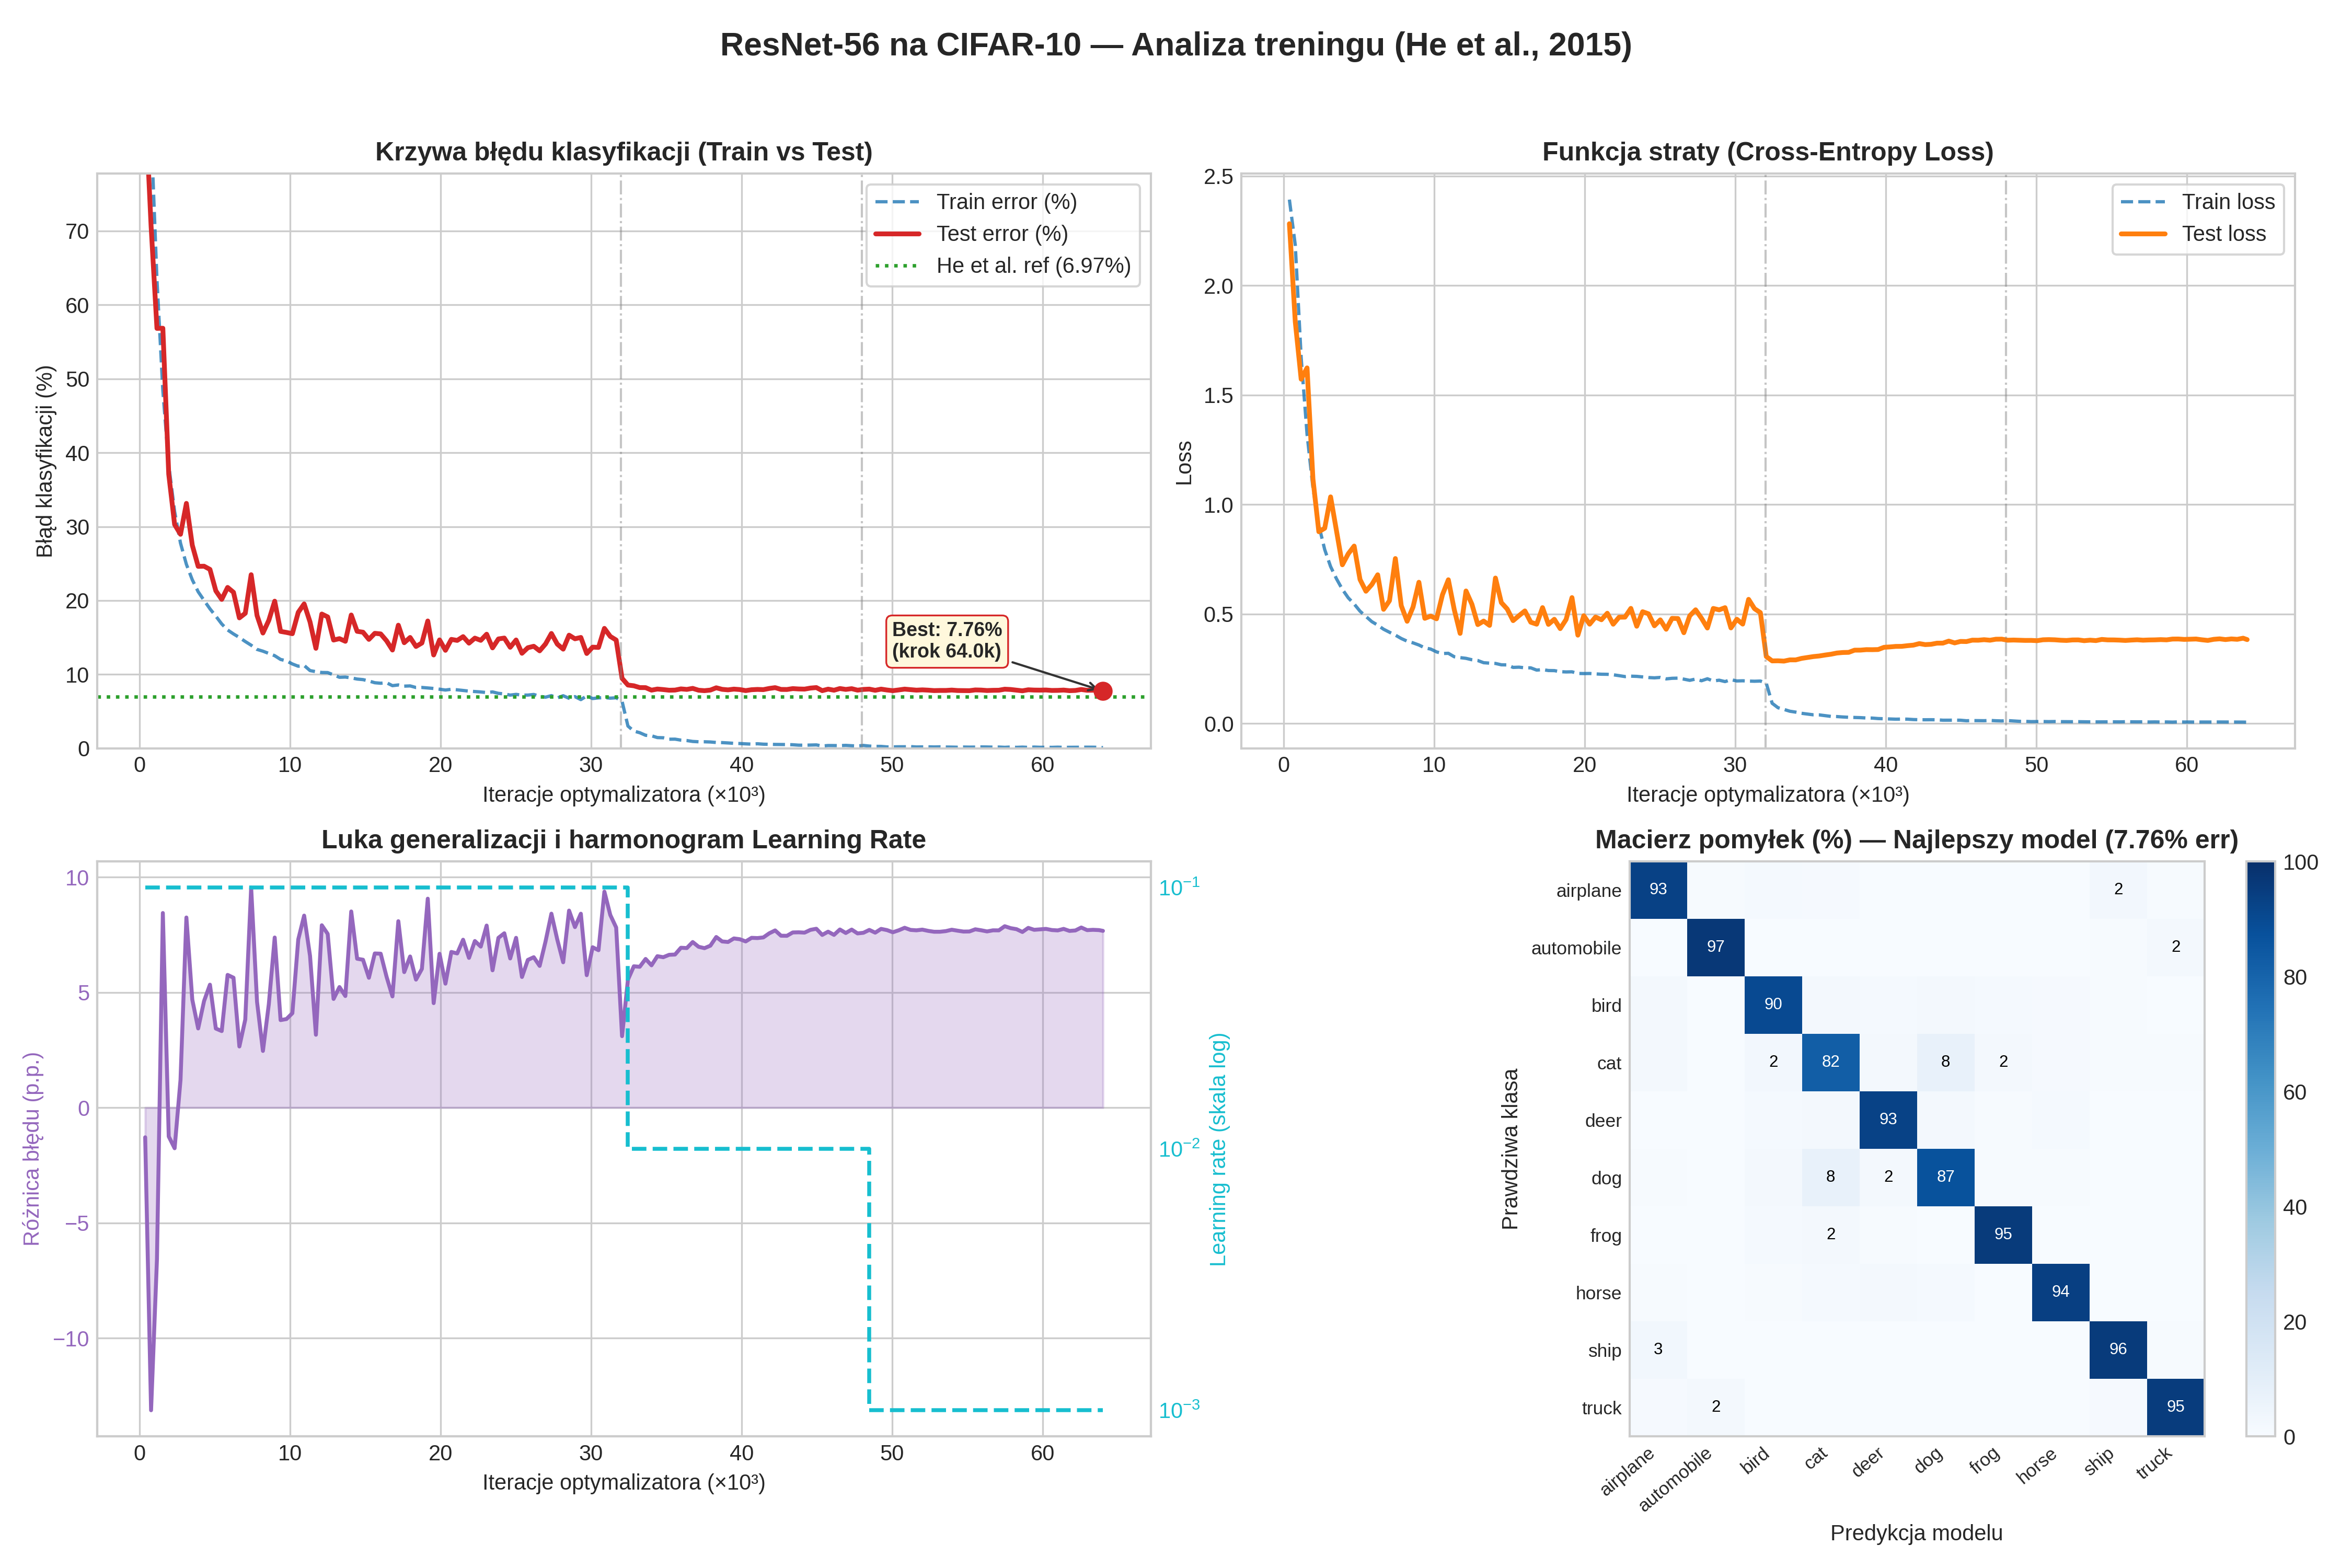 ResNet-56 na CIFAR-10 — Analiza treningu (He et al., 2015)
Krzywa błędu klasyfikacji (Train vs Test)
Błąd klasyfikacji (%)
70
60
50
40
30
20
10
0
Train error (%)
Test error (%)
He et al. ref (6.97%)
Best: 7.76%
(krok 64.0k)
0 10 20 30 40 50 60
Iteracje optymalizatora (×10³)
Funkcja straty (Cross-Entropy Loss)
Loss
2.5
2.0
1.5
1.0
0.5
0.0
Train loss
Test loss
0 10 20 30 40 50 60
Iteracje optymalizatora (×10³)
Luka generalizacji i harmonogram Learning Rate
Różnica błędu (p.p.)
10
5
0
−5
−10
10⁻¹
10⁻²
10⁻³
Learning rate (skala log)
0 10 20 30 40 50 60
Iteracje optymalizatora (×10³)
Macierz pomyłek (%) — Najlepszy model (7.76% err)
Prawdziwa klasa
airplane 93 2
automobile 97 2
bird 90
cat 2 82 8 2
deer 93
dog 8 2 87
frog 2 95
horse 94
ship 3 96
truck 2 95
airplane automobile bird cat deer dog frog horse ship truck
Predykcja modelu
100
80
60
40
20
0